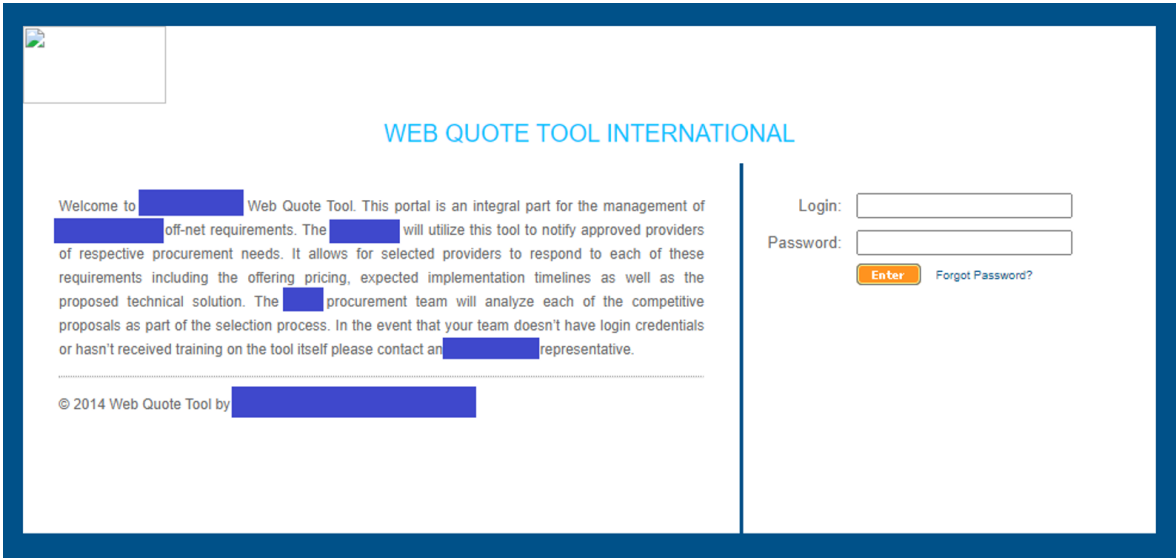 WEB QUOTE TOOL INTERNATIONAL
Welcome to Web Quote Tool. This portal is an integral part for the management of
off-net requirements. The will utilize this tool to notify approved providers
of respective procurement needs. It allows for selected providers to respond to each of these
requirements including the offering pricing, expected implementation timelines as well as the
proposed technical solution. The procurement team will analyze each of the competitive
proposals as part of the selection process. In the event that your team doesn't have login credentials
or hasn't received training on the tool itself please contact an representative.
© 2014 Web Quote Tool by
Login:
Password:
Enter Forgot Password?